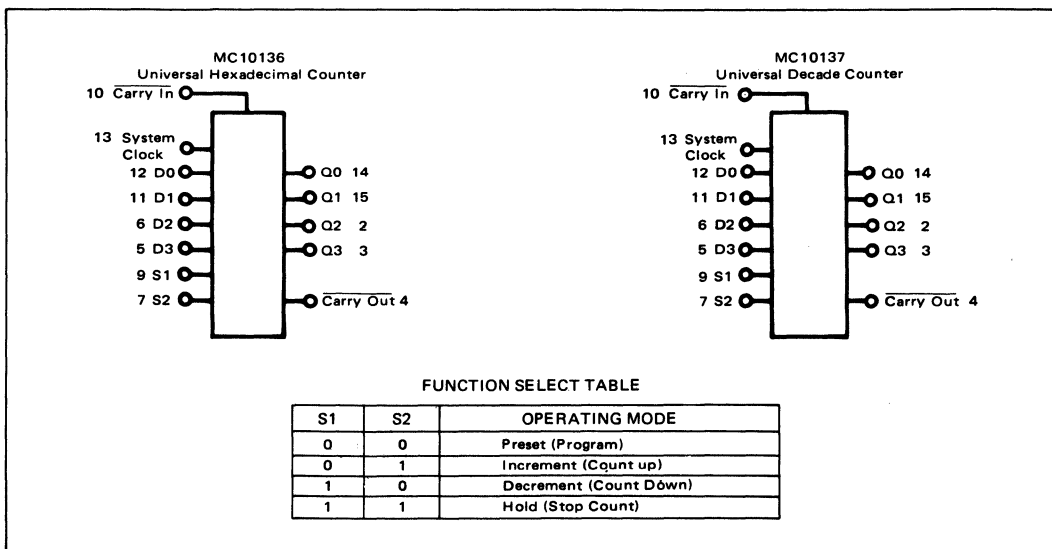 MC10136
Universal Hexadecimal Counter
10 Carry In
13 System
Clock
12 D0
11 D1
6 D2
5 D3
9 S1
7 S2
Q0 14
Q1 15
Q2 2
Q3 3
Carry Out 4
MC10137
Universal Decade Counter
10 Carry In
13 System
Clock
12 D0
11 D1
6 D2
5 D3
9 S1
7 S2
Q0 14
Q1 15
Q2 2
Q3 3
Carry Out 4
FUNCTION SELECT TABLE
S1 S2 OPERATING MODE
0 0 Preset (Program)
0 1 Increment (Count up)
1 0 Decrement (Count Down)
1 1 Hold (Stop Count)